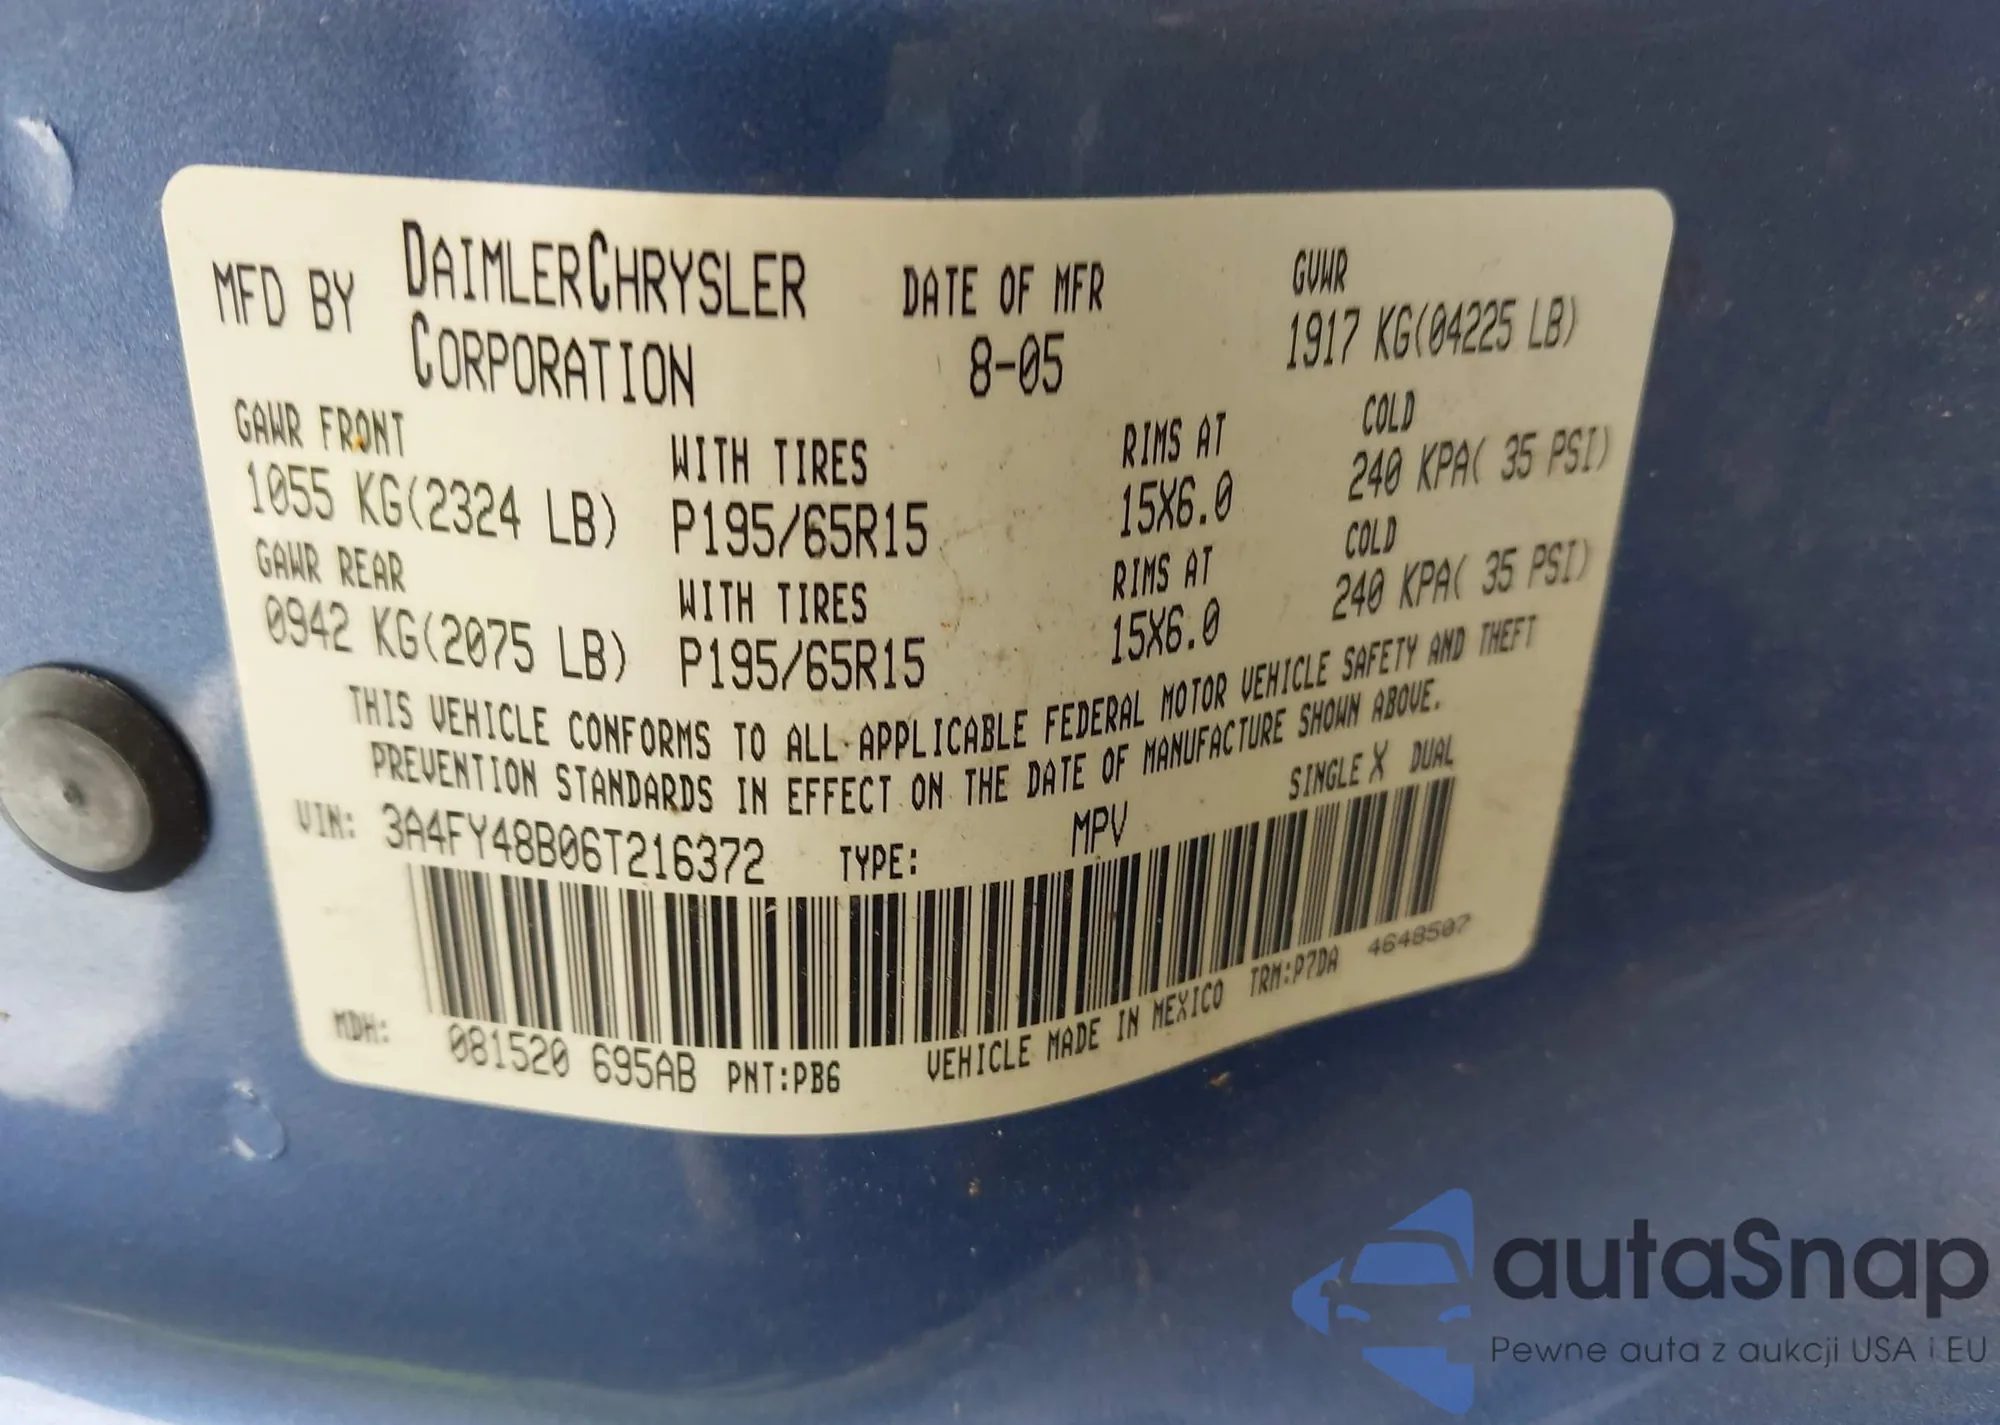 MFD BY DAIMLERCHRYSLER CORPORATION DATE OF MFR 8-05 GVWR 1917 KG(04225 LB)
GAWR FRONT WITH TIRES RIMS AT COLD
1055 KG(2324 LB) P195/65R15 15X6.0 240 KPA( 35 PSI)
GAWR REAR WITH TIRES RIMS AT COLD
0942 KG(2075 LB) P195/65R15 15X6.0 240 KPA( 35 PSI)
THIS VEHICLE CONFORMS TO ALL APPLICABLE FEDERAL MOTOR VEHICLE SAFETY AND THEFT
PREVENTION STANDARDS IN EFFECT ON THE DATE OF MANUFACTURE SHOWN ABOVE.
VIN: 3A4FY48B06T216372 TYPE: MPV SINGLE X DUAL
MDH: 081520 695AB PNT:PB6 VEHICLE MADE IN MEXICO TRM:P7DA 4648507
autaSnap
Pewne auta z aukcji USA i EU